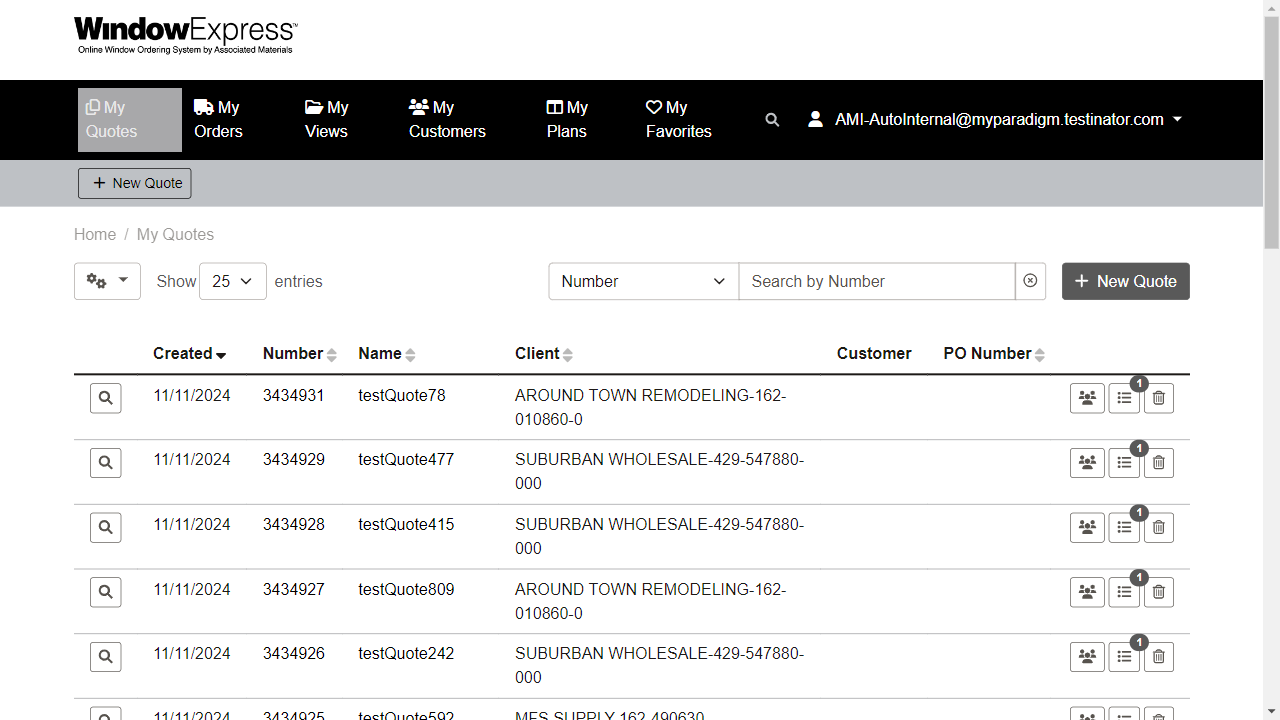 WindowExpress™
Online Window Ordering System by Associated Materials
My Quotes
My Orders
My Views
My Customers
My Plans
My Favorites
AMI-AutoInternal@myparadigm.testinator.com
New Quote
Home / My Quotes
Show 25 entries
Number
Search by Number
New Quote
Created Number Name Client Customer PO Number
11/11/2024 3434931 testQuote78 AROUND TOWN REMODELING-162-
010860-0
1
11/11/2024 3434929 testQuote477 SUBURBAN WHOLESALE-429-547880-
000
1
11/11/2024 3434928 testQuote415 SUBURBAN WHOLESALE-429-547880-
000
1
11/11/2024 3434927 testQuote809 AROUND TOWN REMODELING-162-
010860-0
1
11/11/2024 3434926 testQuote242 SUBURBAN WHOLESALE-429-547880-
000
1
11/11/2024 3434925 testQuote592 MFS SUPPLY 162-490630